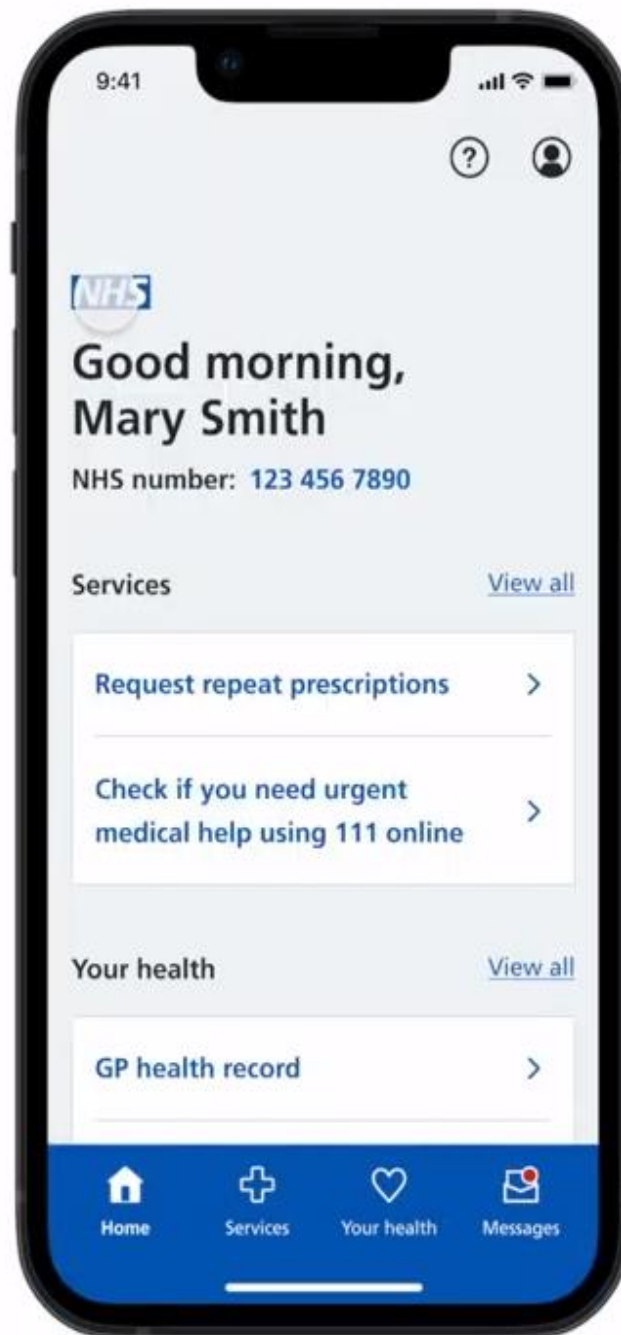 9:41
?
NHS
Good morning,
Mary Smith
NHS number: 123 456 7890
Services View all
Request repeat prescriptions
Check if you need urgent
medical help using 111 online
Your health View all
GP health record
Home Services Your health Messages